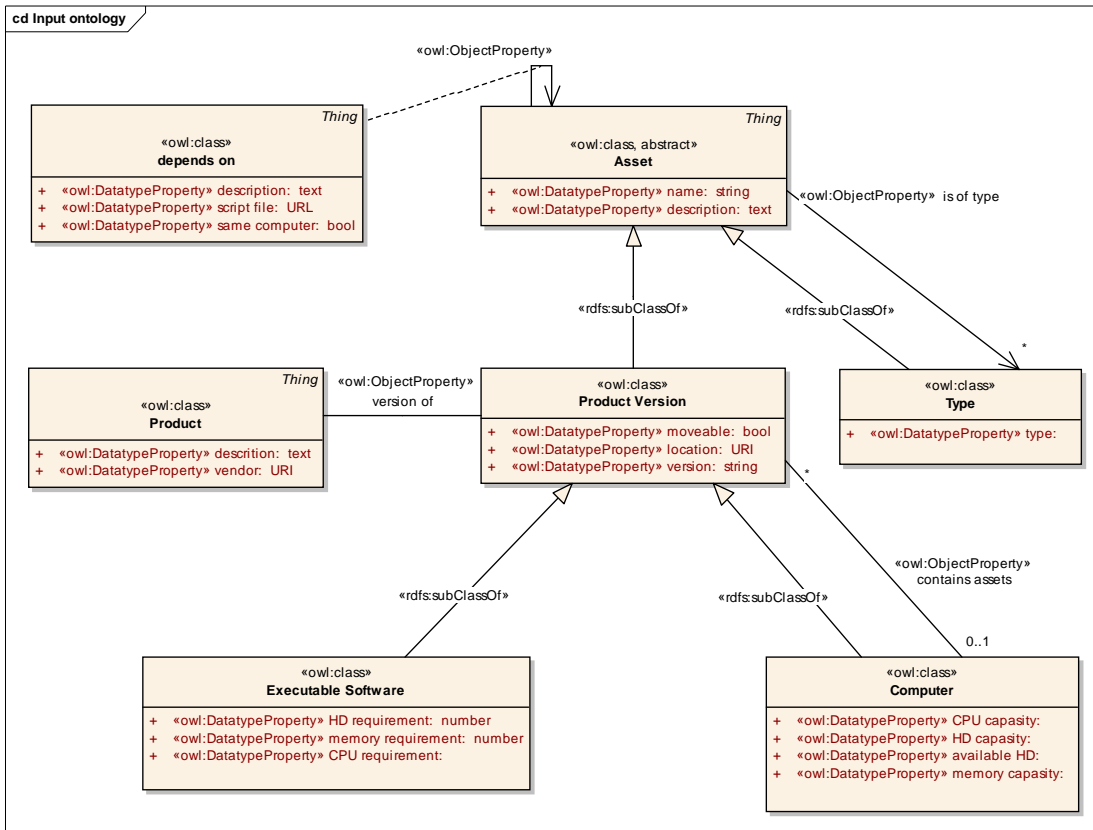 cd Input ontology
«owl:ObjectProperty»
Thing
«owl:class»
depends on
+ «owl:DatatypeProperty» description: text
+ «owl:DatatypeProperty» script file: URL
+ «owl:DatatypeProperty» same computer: bool
Thing
«owl:class, abstract»
Asset
+ «owl:DatatypeProperty» name: string
+ «owl:DatatypeProperty» description: text
«owl:ObjectProperty» is of type
«rdfs:subClassOf»
«rdfs:subClassOf»
*
Thing
«owl:class»
Product
+ «owl:DatatypeProperty» descrition: text
+ «owl:DatatypeProperty» vendor: URI
«owl:ObjectProperty»
version of
«owl:class»
Product Version
+ «owl:DatatypeProperty» moveable: bool
+ «owl:DatatypeProperty» location: URI
+ «owl:DatatypeProperty» version: string
«owl:class»
Type
+ «owl:DatatypeProperty» type:
*
«owl:ObjectProperty»
contains assets
«rdfs:subClassOf»
«rdfs:subClassOf»
0..1
«owl:class»
Executable Software
+ «owl:DatatypeProperty» HD requirement: number
+ «owl:DatatypeProperty» memory requirement: number
+ «owl:DatatypeProperty» CPU requirement:
«owl:class»
Computer
+ «owl:DatatypeProperty» CPU capasity:
+ «owl:DatatypeProperty» HD capasity:
+ «owl:DatatypeProperty» available HD:
+ «owl:DatatypeProperty» memory capasity: